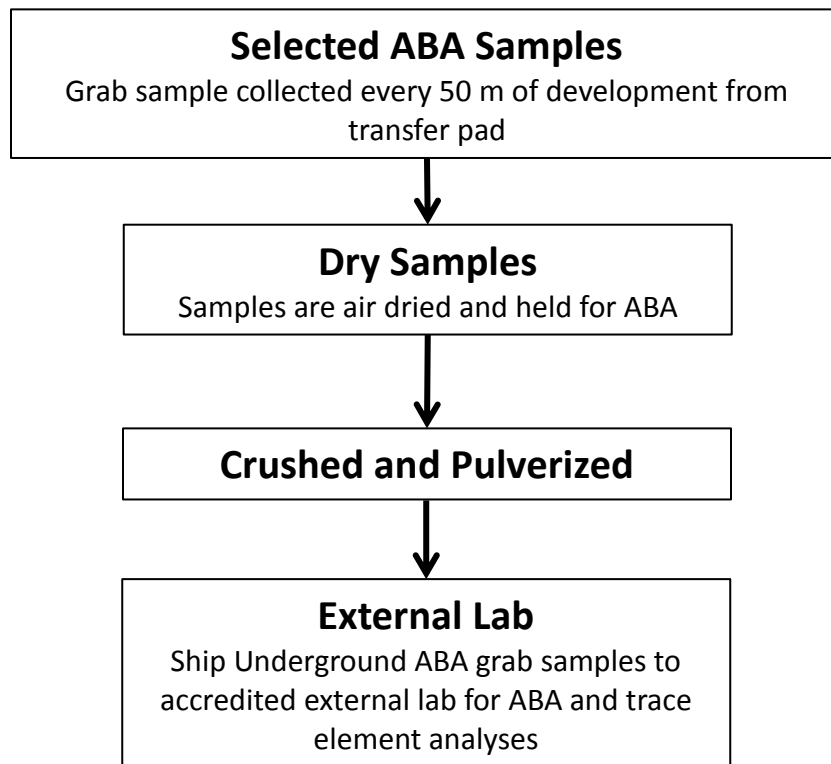 Selected ABA Samples
Grab sample collected every 50 m of development from
transfer pad
Dry Samples
Samples are air dried and held for ABA
Crushed and Pulverized
External Lab
Ship Underground ABA grab samples to
accredited external lab for ABA and trace
element analyses